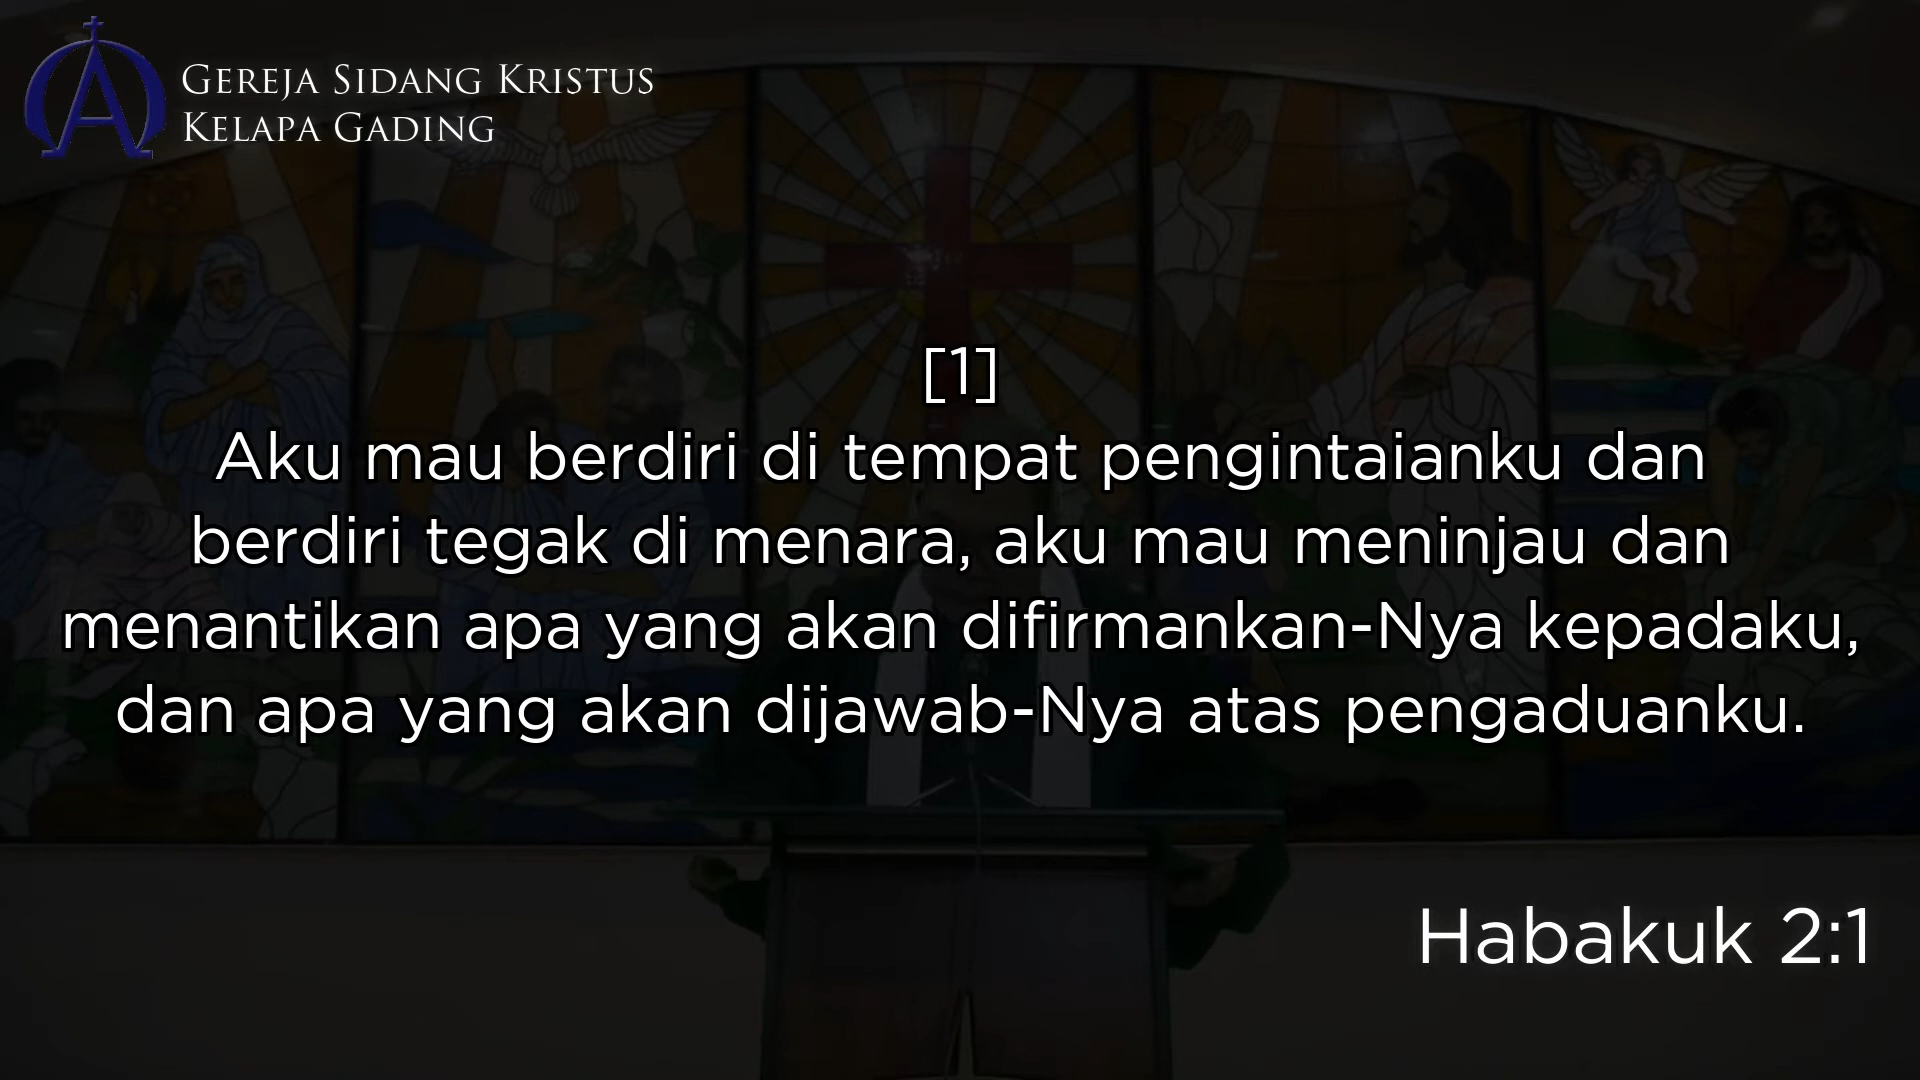 Gereja Sidang Kristus
Kelapa Gading
[1]
Aku mau berdiri di tempat pengintaianku dan
berdiri tegak di menara, aku mau meninjau dan
menantikan apa yang akan difirmankan-Nya kepadaku,
dan apa yang akan dijawab-Nya atas pengaduanku.
Habakuk 2:1